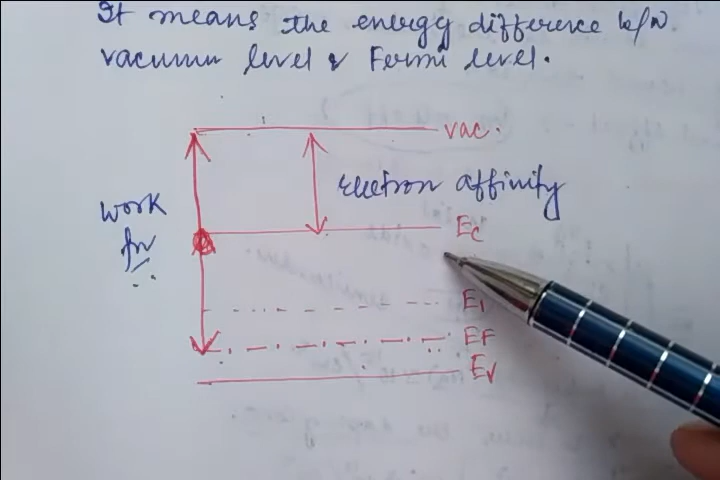 It means the energy difference b/w
vacuum level & Fermi level.
vac.
electron affinity
work
fn
Ec
Ei
EF
Ev